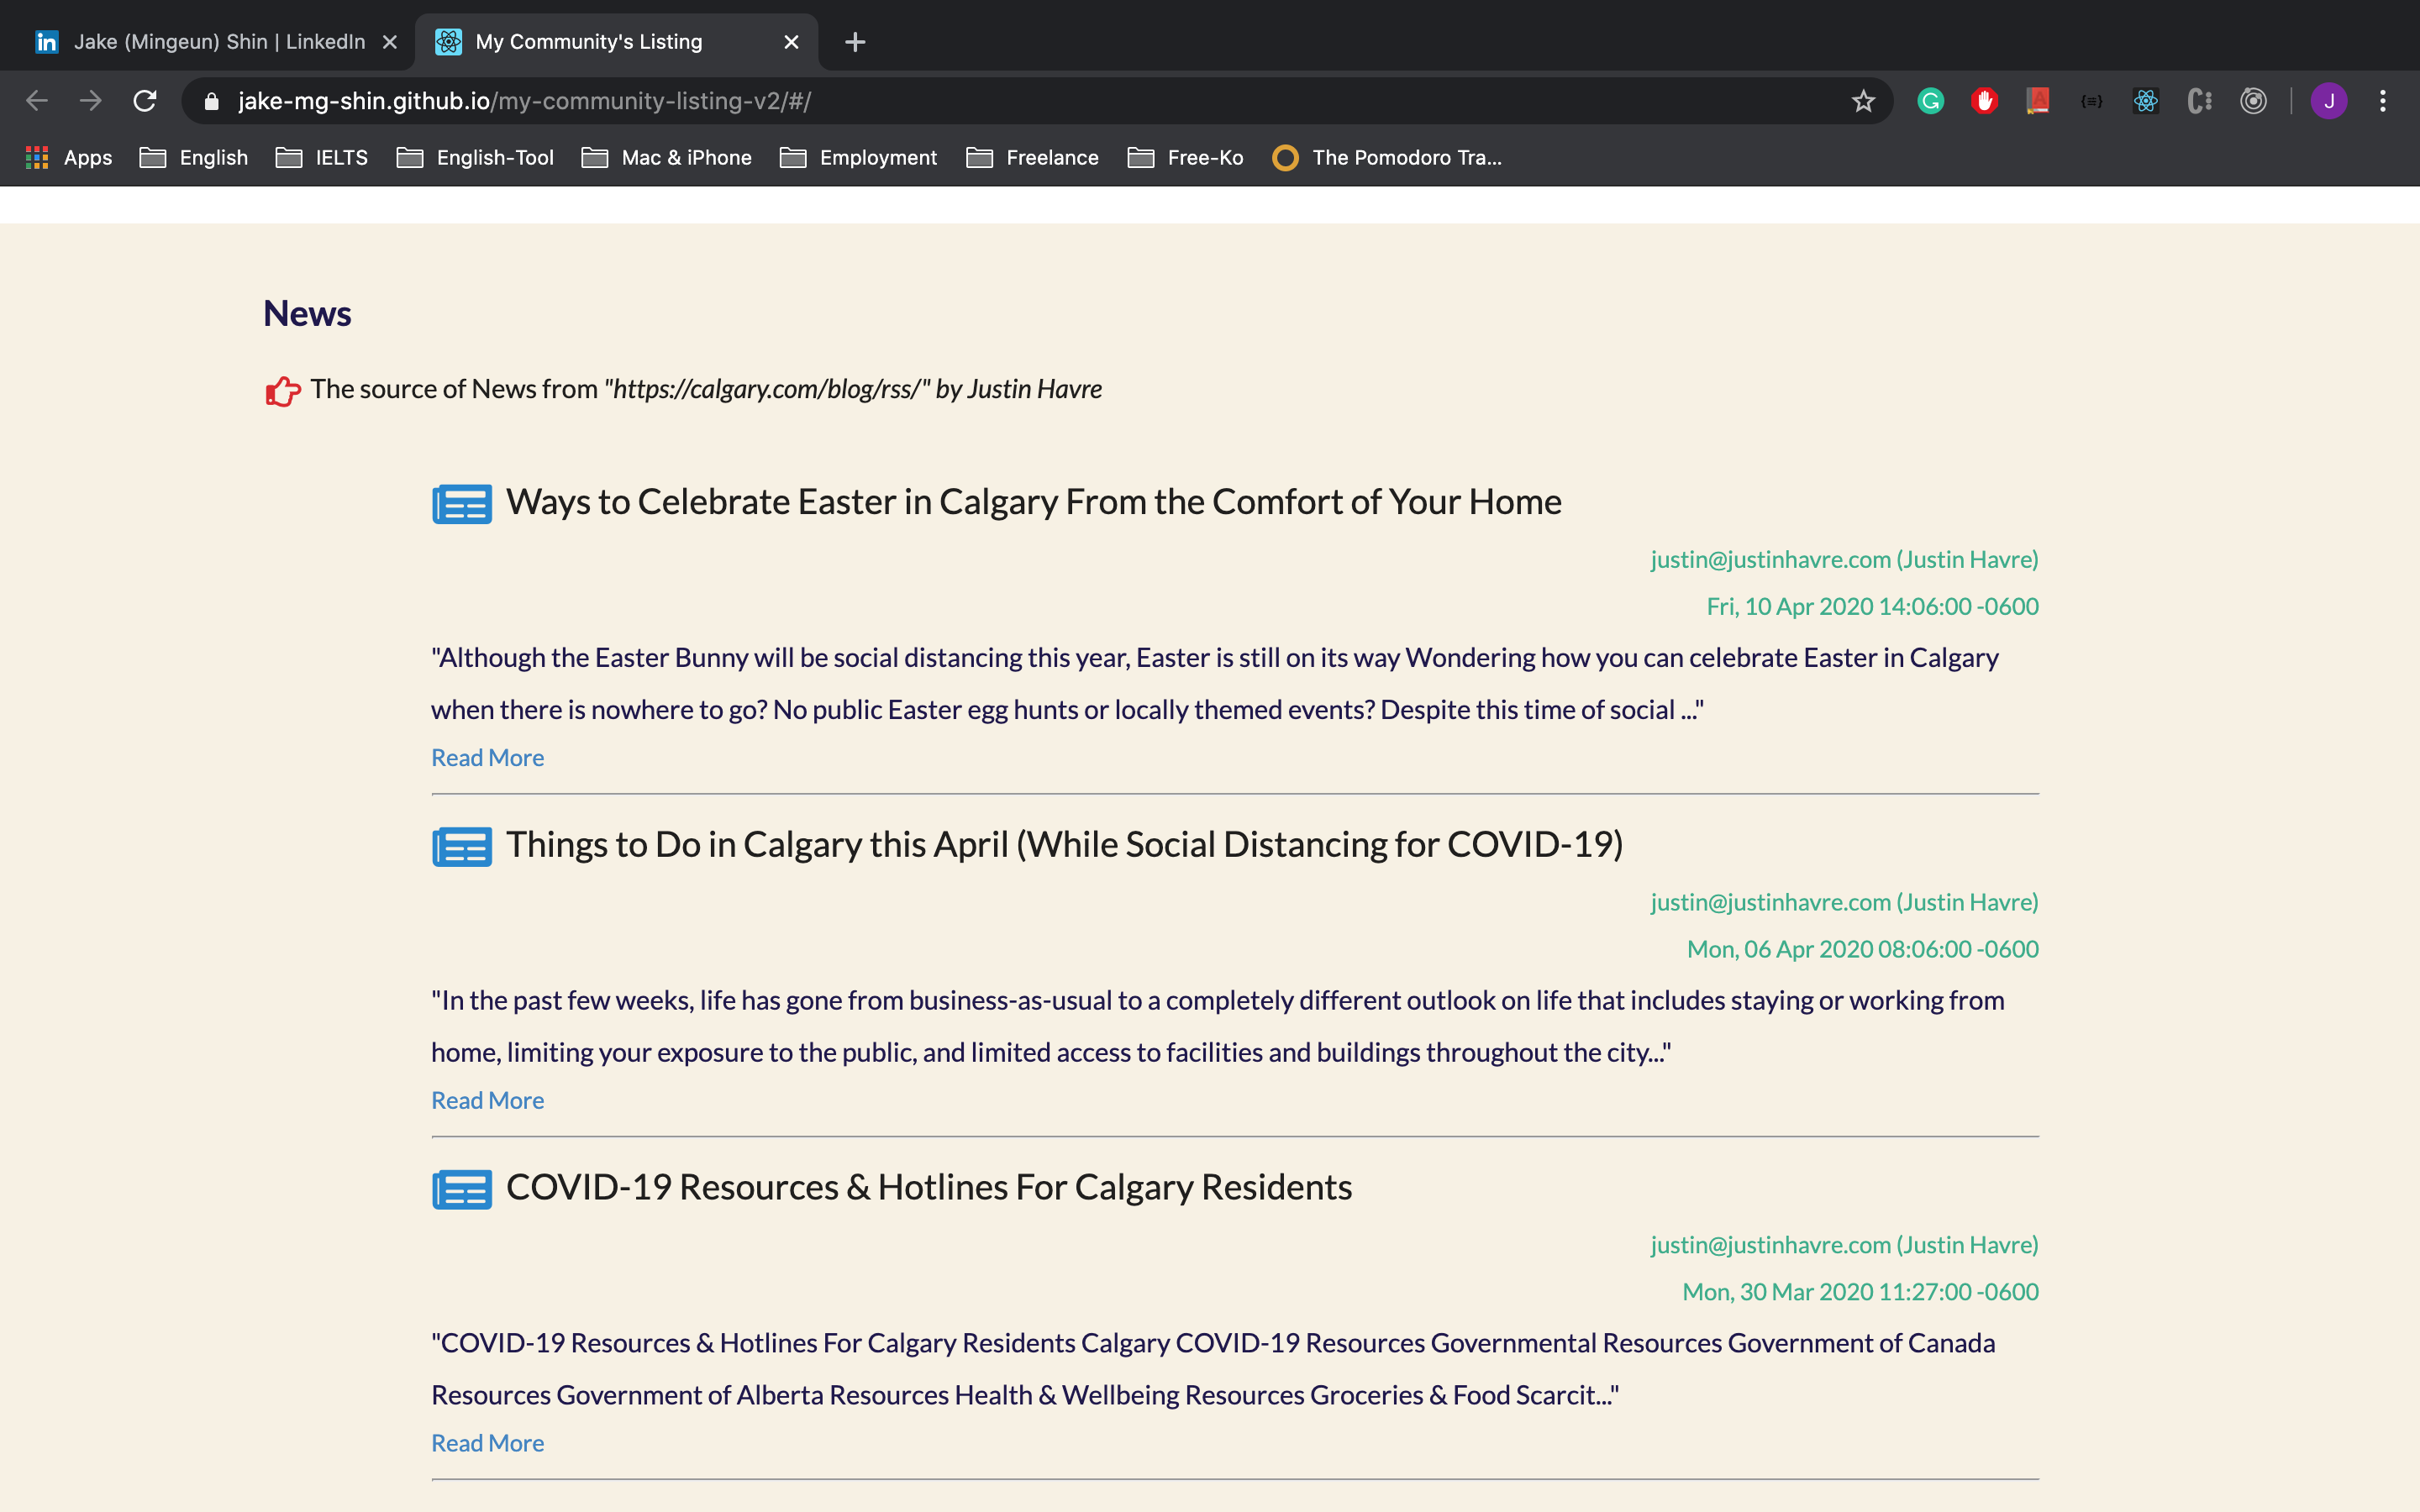 Jake (Mingeun) Shin | LinkedIn
My Community's Listing
jake-mg-shin.github.io/my-community-listing-v2/#/
J
Apps English IELTS English-Tool Mac & iPhone Employment Freelance Free-Ko The Pomodoro Tra...
News
The source of News from "https://calgary.com/blog/rss/" by Justin Havre
Ways to Celebrate Easter in Calgary From the Comfort of Your Home
justin@justinhavre.com (Justin Havre)
Fri, 10 Apr 2020 14:06:00 -0600
"Although the Easter Bunny will be social distancing this year, Easter is still on its way Wondering how you can celebrate Easter in Calgary
when there is nowhere to go? No public Easter egg hunts or locally themed events? Despite this time of social ..."
Read More
Things to Do in Calgary this April (While Social Distancing for COVID-19)
justin@justinhavre.com (Justin Havre)
Mon, 06 Apr 2020 08:06:00 -0600
"In the past few weeks, life has gone from business-as-usual to a completely different outlook on life that includes staying or working from
home, limiting your exposure to the public, and limited access to facilities and buildings throughout the city..."
Read More
COVID-19 Resources & Hotlines For Calgary Residents
justin@justinhavre.com (Justin Havre)
Mon, 30 Mar 2020 11:27:00 -0600
"COVID-19 Resources & Hotlines For Calgary Residents Calgary COVID-19 Resources Governmental Resources Government of Canada
Resources Government of Alberta Resources Health & Wellbeing Resources Groceries & Food Scarcit..."
Read More